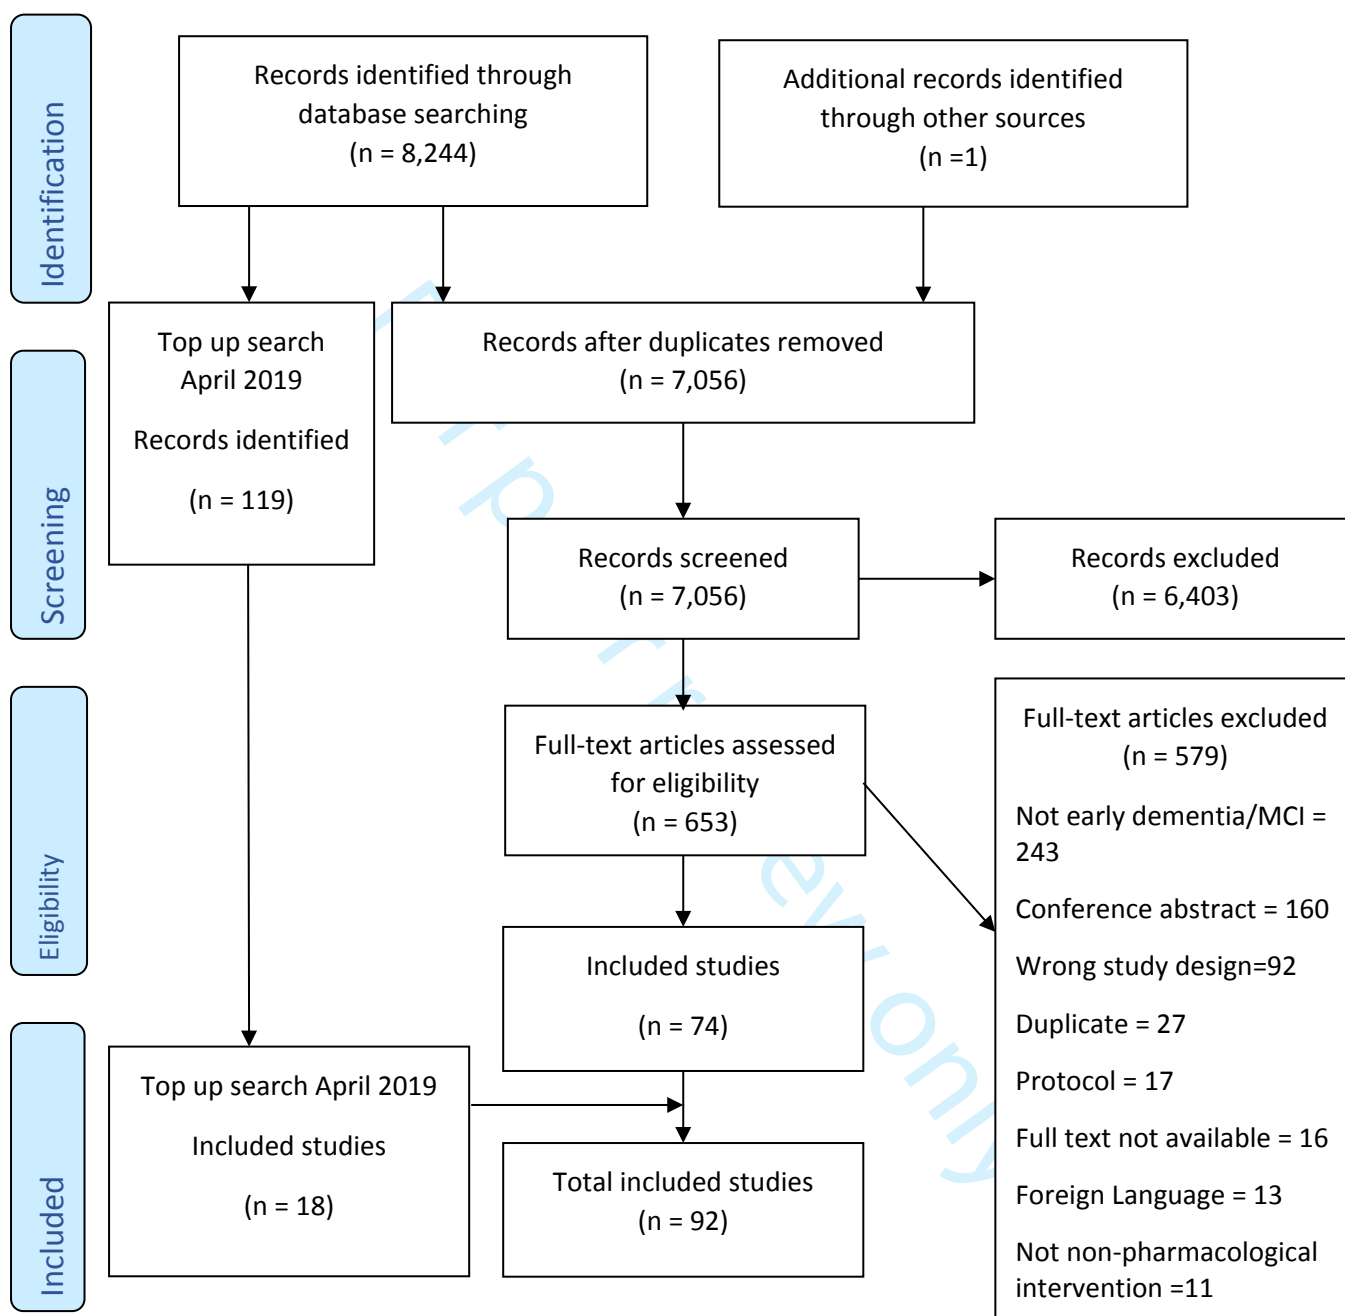 Identification
Records identified through
database searching
(n = 8,244)
Additional records identified
through other sources
(n =1)
Screening
Top up search
April 2019
Records identified
(n = 119)
Records after duplicates removed
(n = 7,056)
Records screened
(n = 7,056)
Records excluded
(n = 6,403)
Eligibility
Full-text articles assessed
for eligibility
(n = 653)
Full-text articles excluded
(n = 579)
Not early dementia/MCI =
243
Conference abstract = 160
Wrong study design=92
Duplicate = 27
Protocol = 17
Full text not available = 16
Foreign Language = 13
Not non-pharmacological
intervention =11
Included studies
(n = 74)
Included
Top up search April 2019
Included studies
(n = 18)
Total included studies
(n = 92)
only